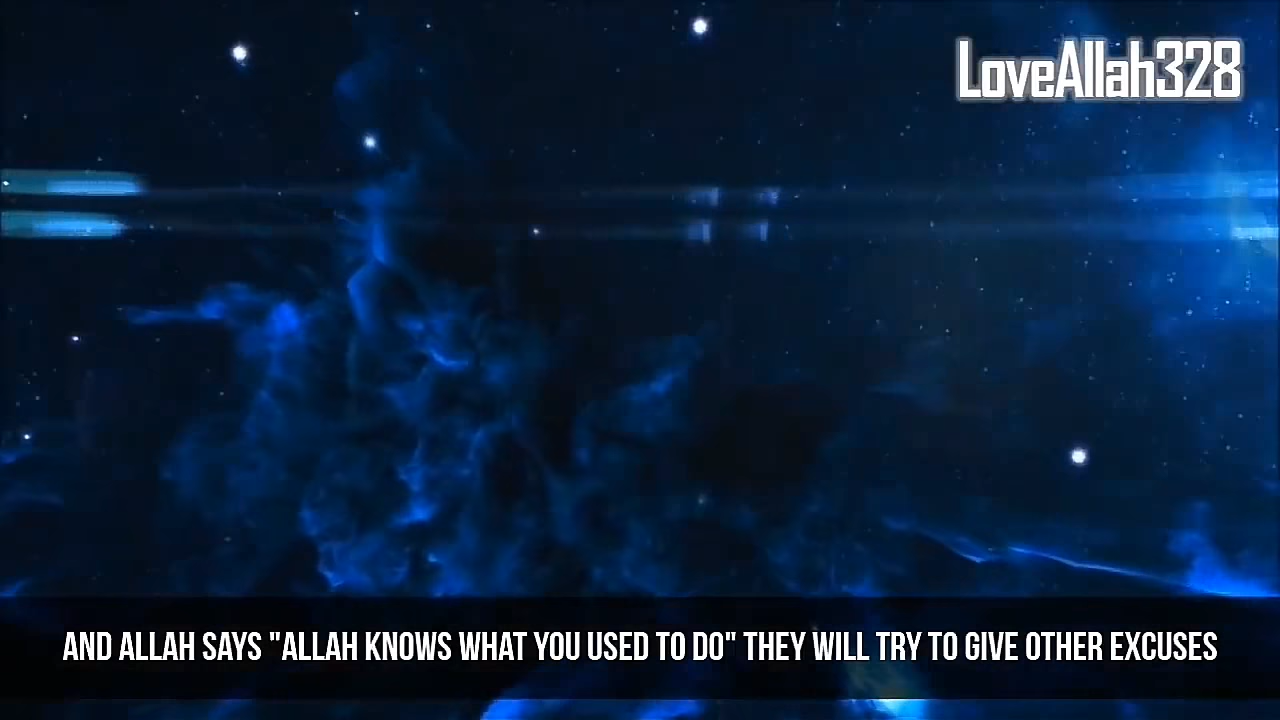 LoveAllah328
AND ALLAH SAYS "ALLAH KNOWS WHAT YOU USED TO DO" THEY WILL TRY TO GIVE OTHER EXCUSES